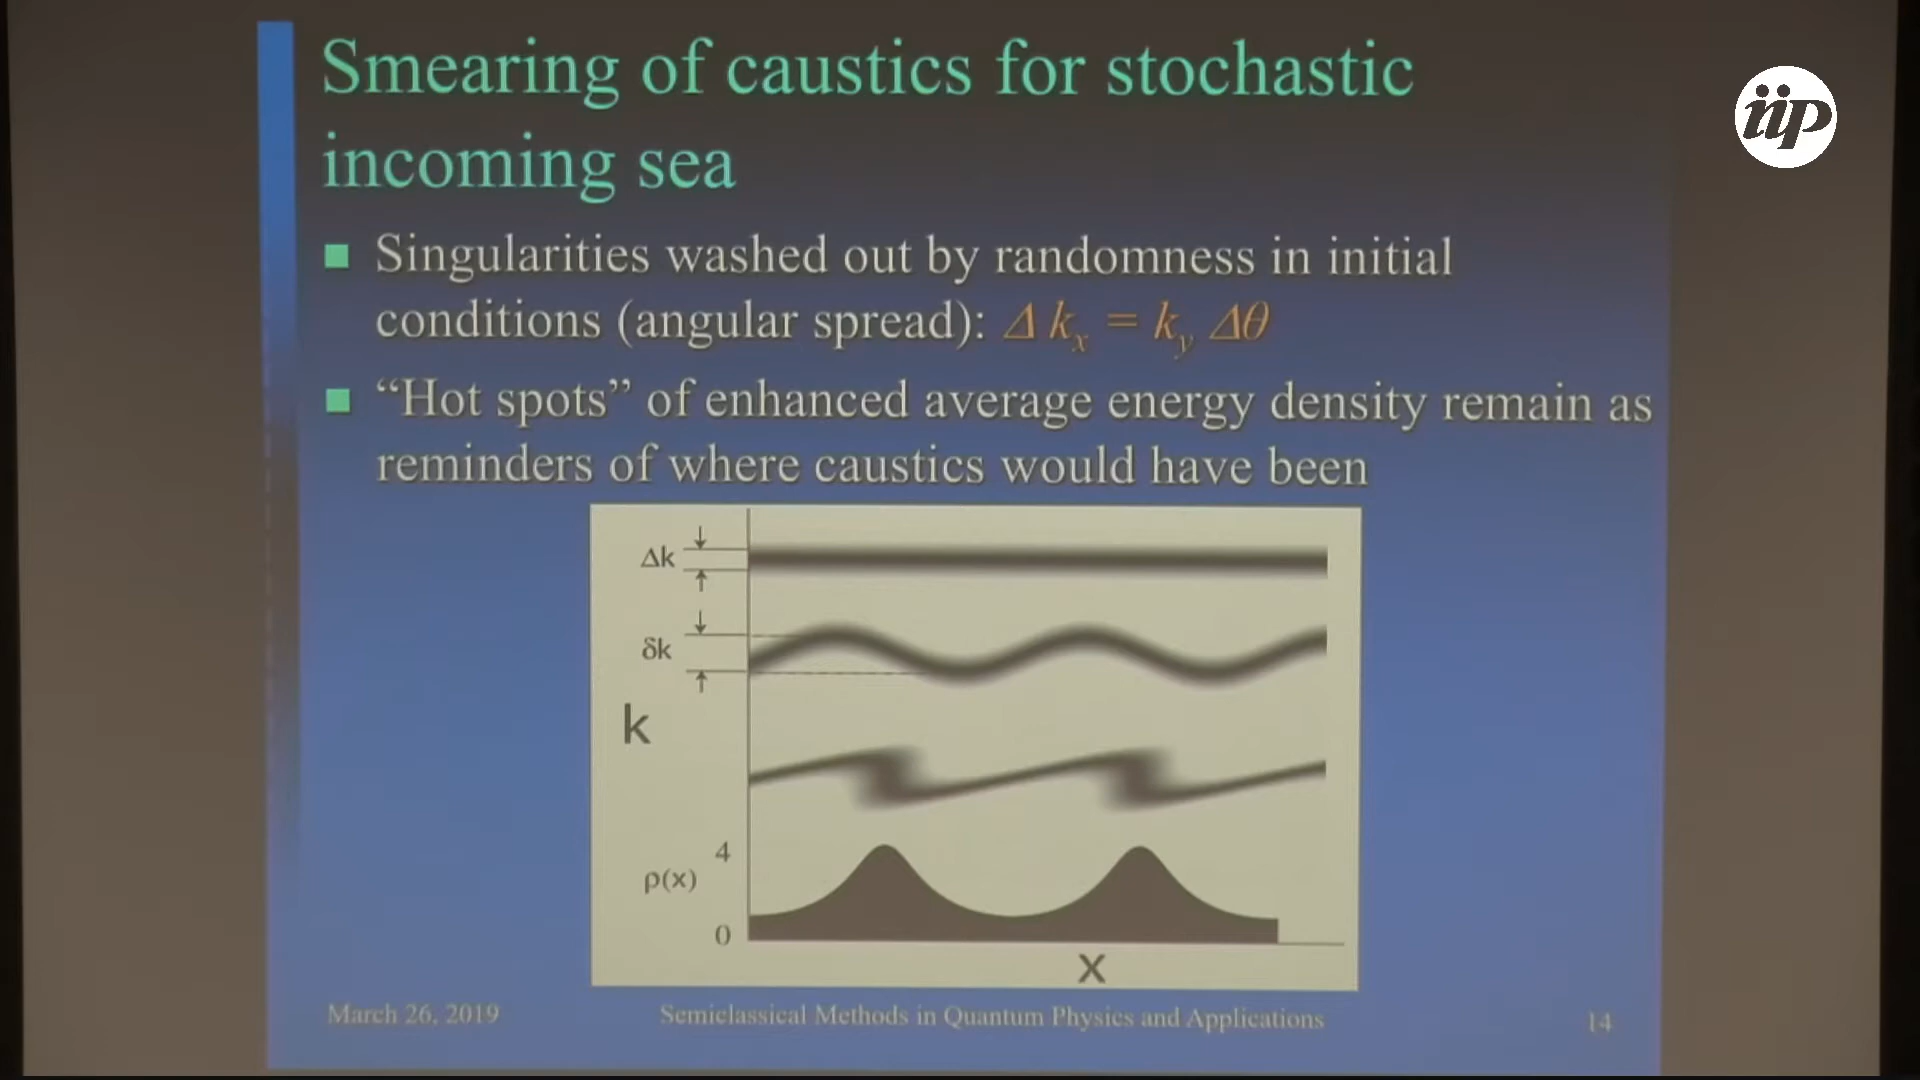 iip
Smearing of caustics for stochastic
incoming sea
Singularities washed out by randomness in initial
conditions (angular spread): Δ kₓ = k_y Δθ
“Hot spots” of enhanced average energy density remain as
reminders of where caustics would have been
Δk
δk
k
4
ρ(x)
0
x
March 26, 2019 Semiclassical Methods in Quantum Physics and Applications 14